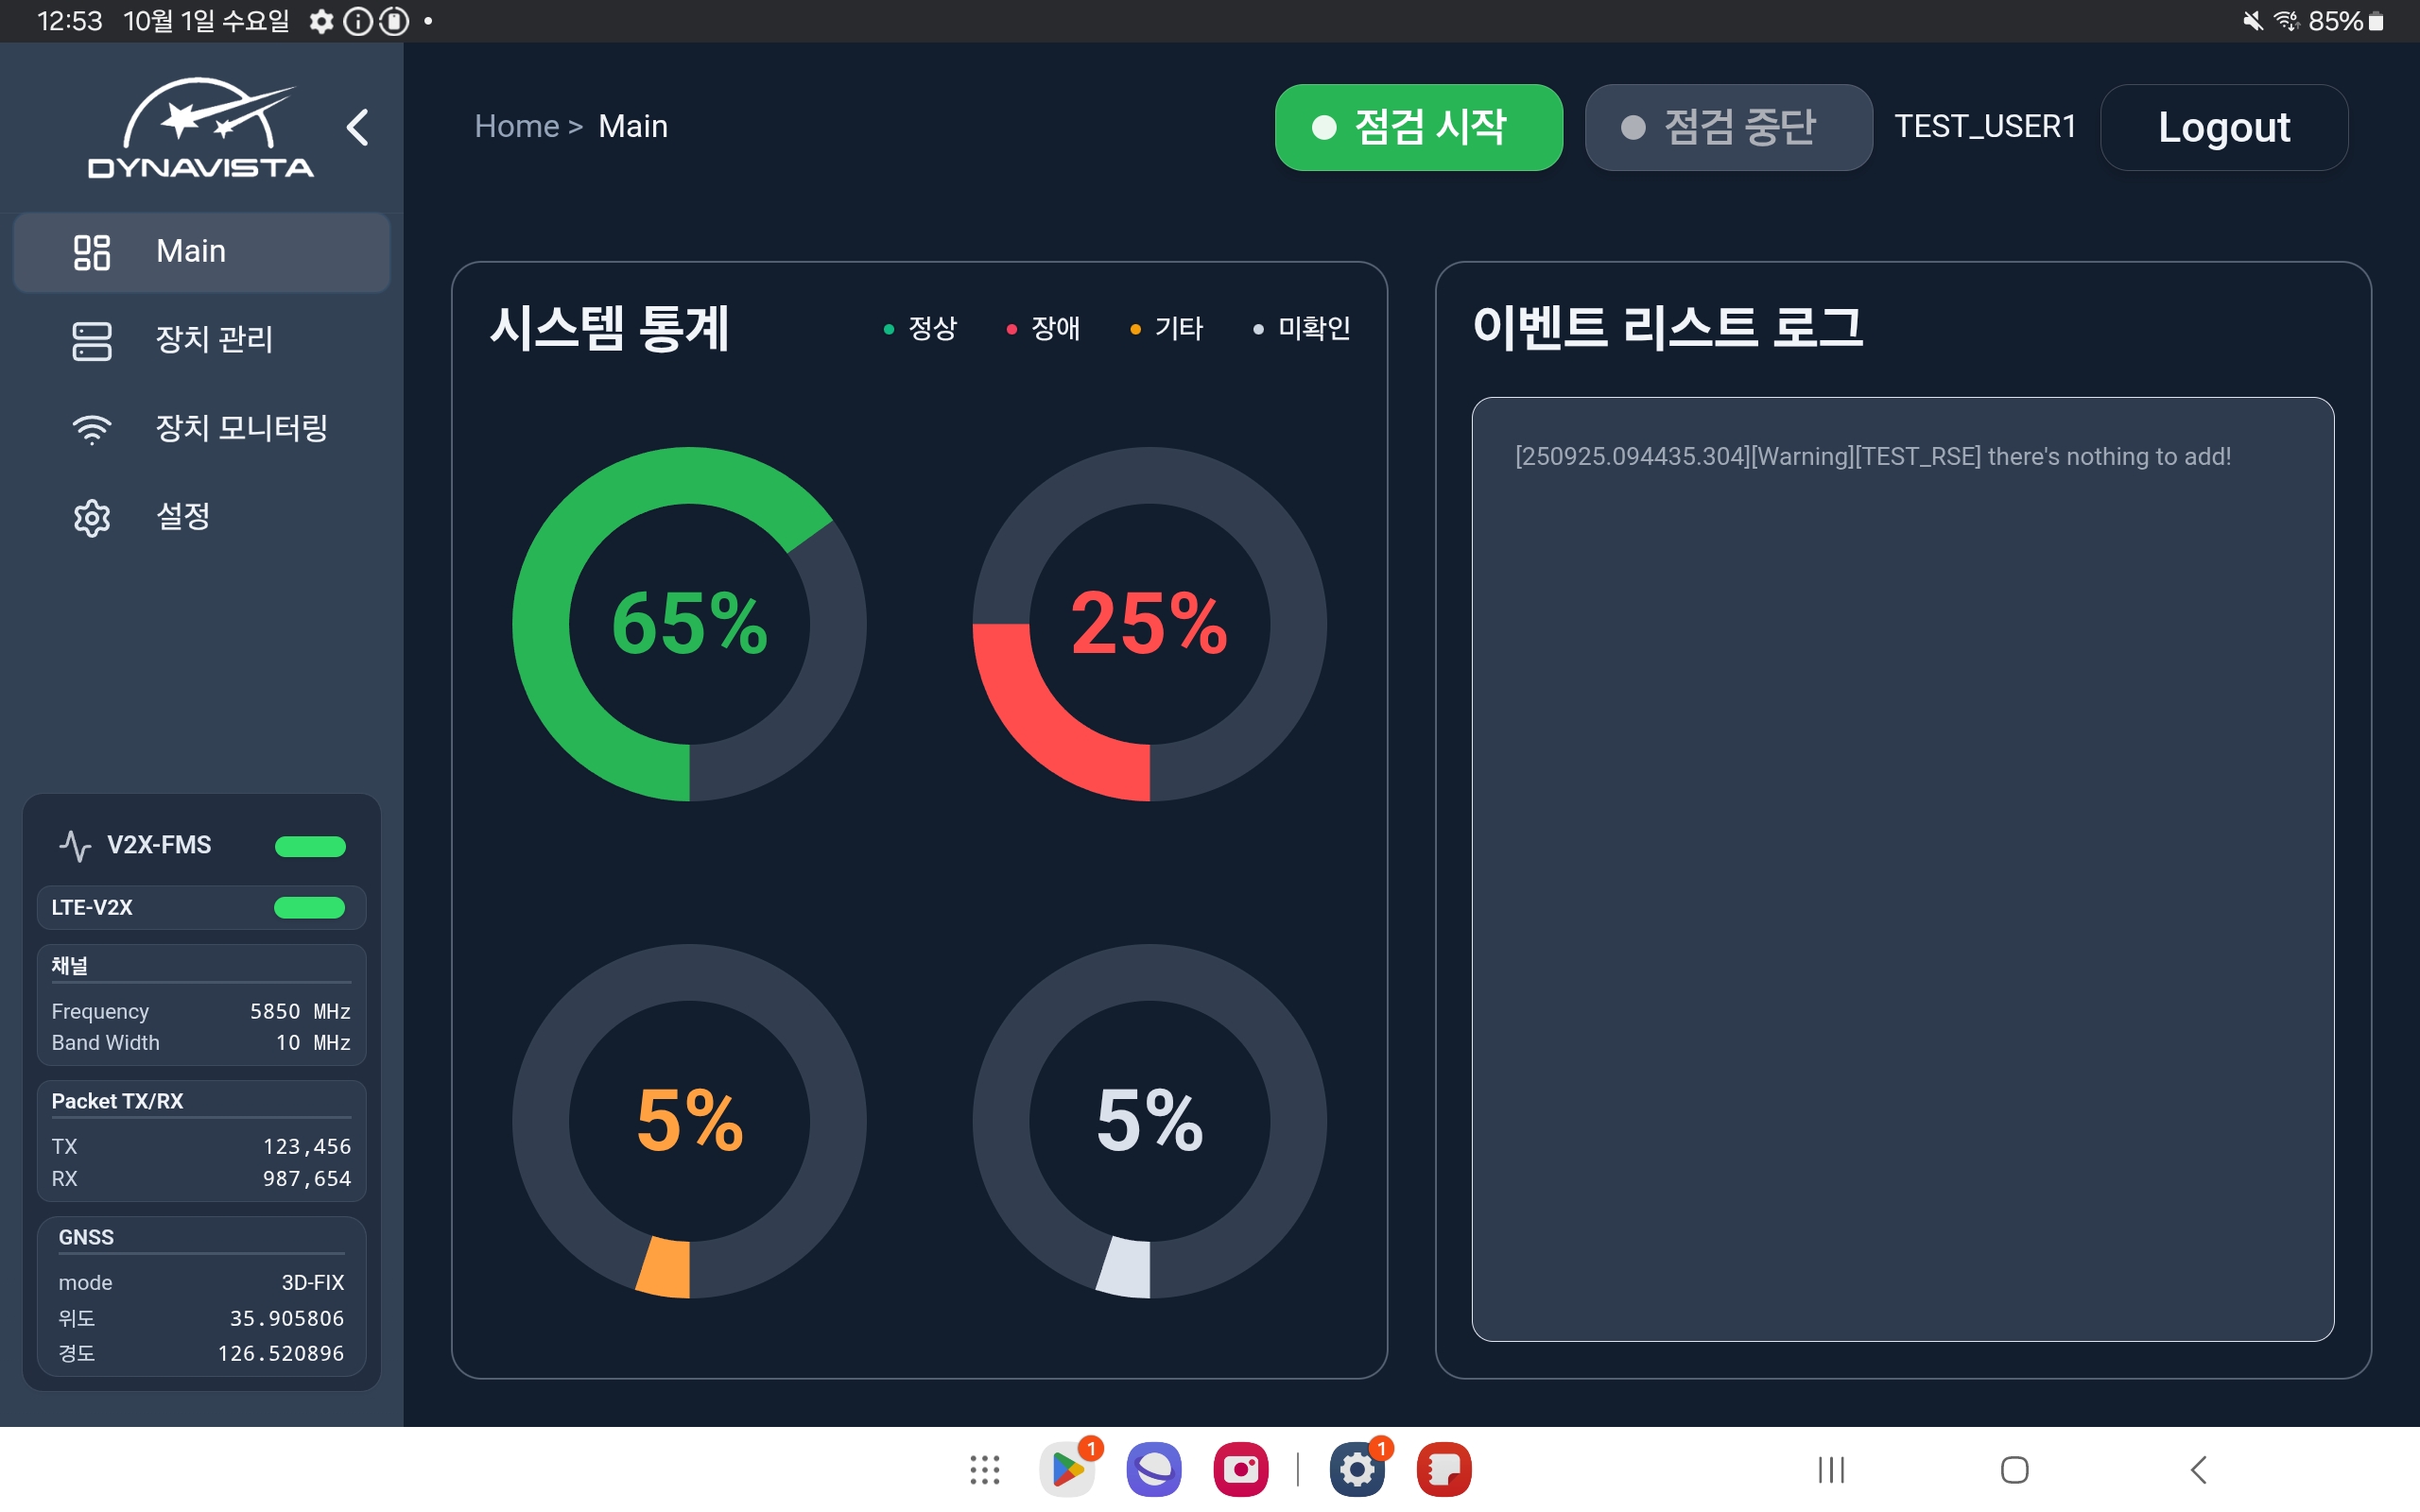 12:53 10월 1일 수요일
85%
DYNAVISTA
Home > Main
점검 시작
점검 중단
TEST_USER1
Logout
Main
장치 관리
장치 모니터링
설정
V2X-FMS
LTE-V2X
채널
Frequency 5850 MHz
Band Width 10 MHz
Packet TX/RX
TX 123,456
RX 987,654
GNSS
mode 3D-FIX
위도 35.905806
경도 126.520896
시스템 통계
정상
장애
기타
미확인
65%
25%
5%
5%
이벤트 리스트 로그
[250925.094435.304][Warning][TEST_RSE] there's nothing to add!
1
1